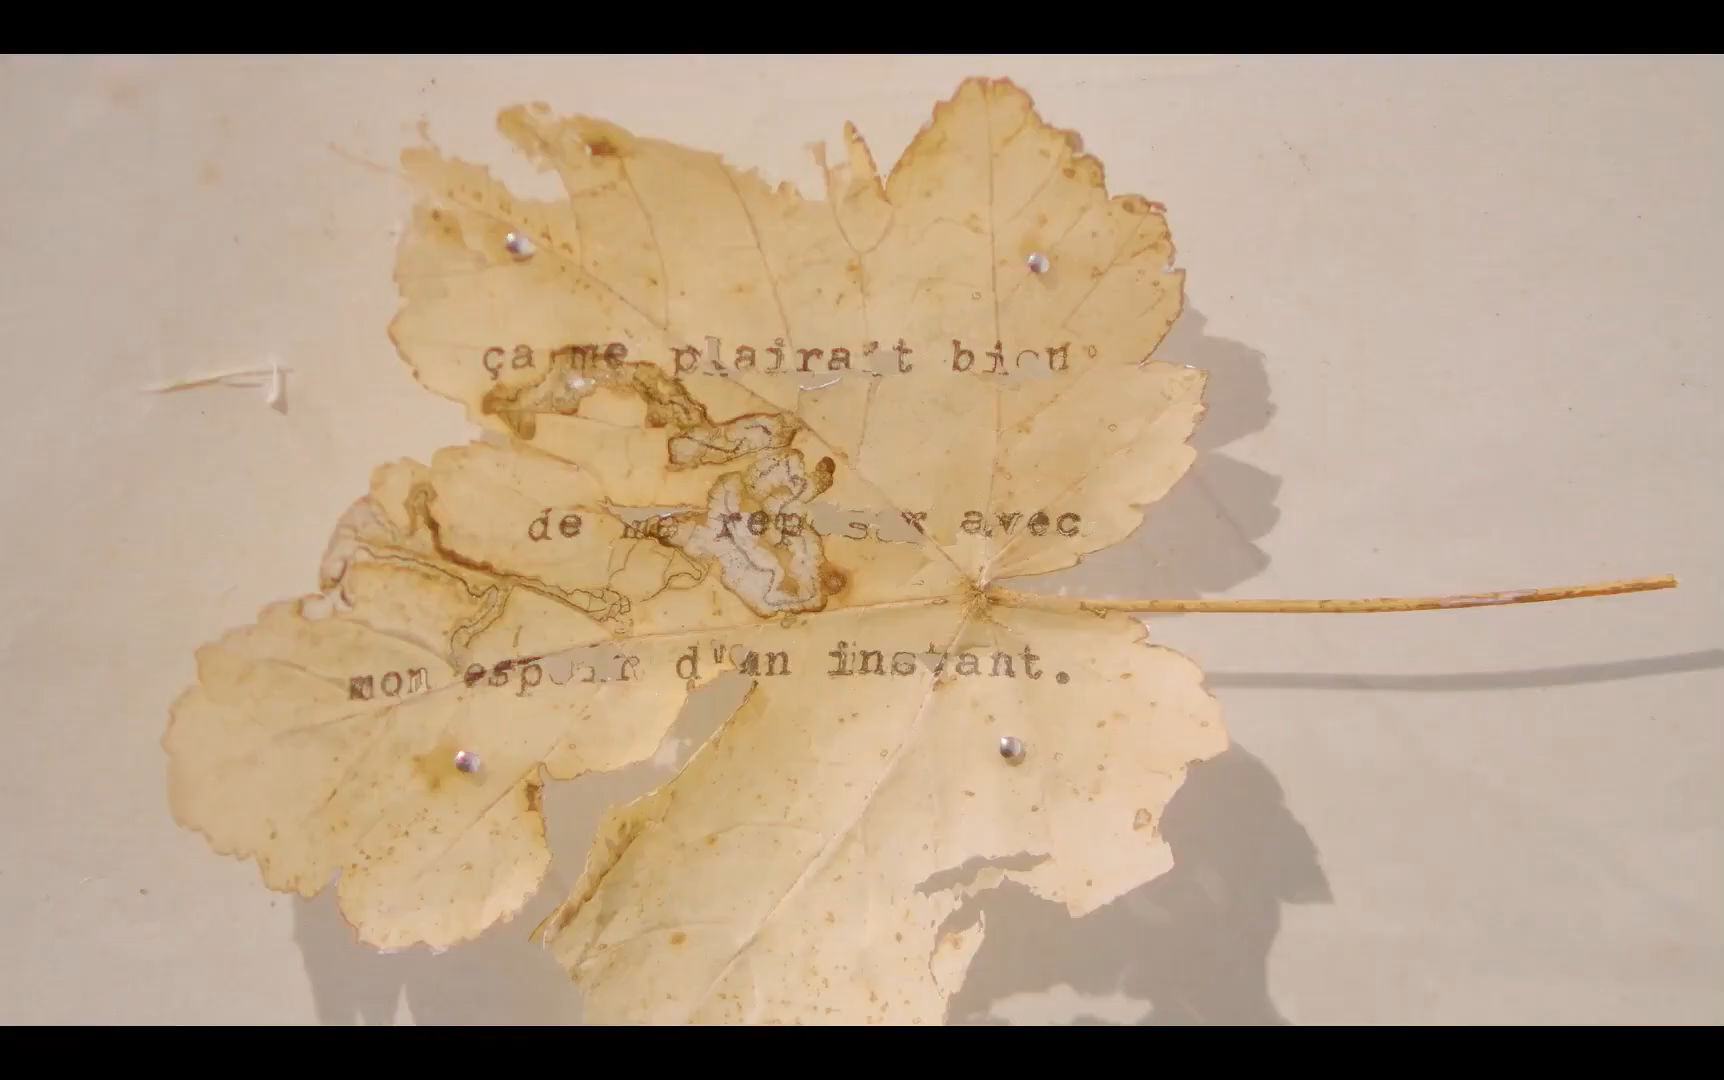 ça me plairait bien
de me reposer avec
mon espoir d'un instant.